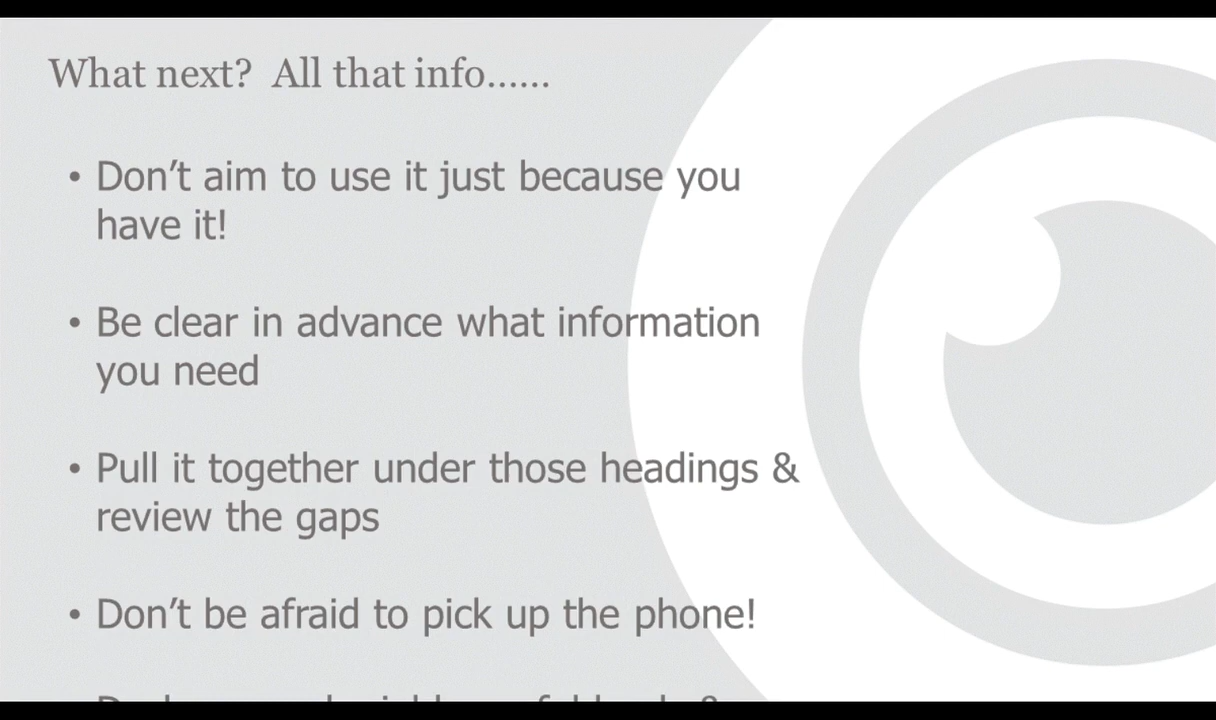 What next?  All that info......
• Don’t aim to use it just because you
have it!
• Be clear in advance what information
you need
• Pull it together under those headings &
review the gaps
• Don’t be afraid to pick up the phone!